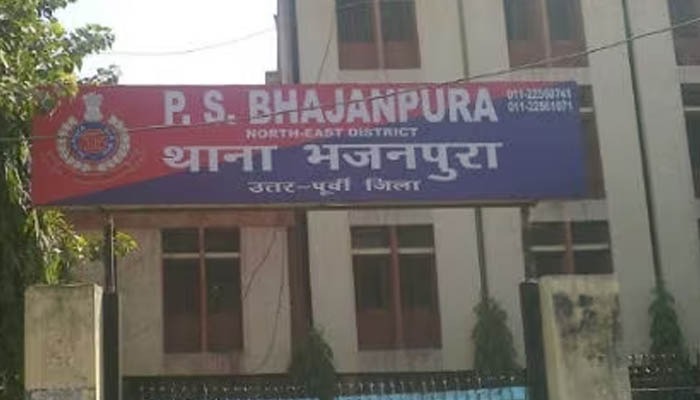 P. S. BHAJANPURA
011-22560741
011-22561071
NORTH-EAST DISTRICT
थाना भजनपुरा
उत्तर-पूर्वी जिला